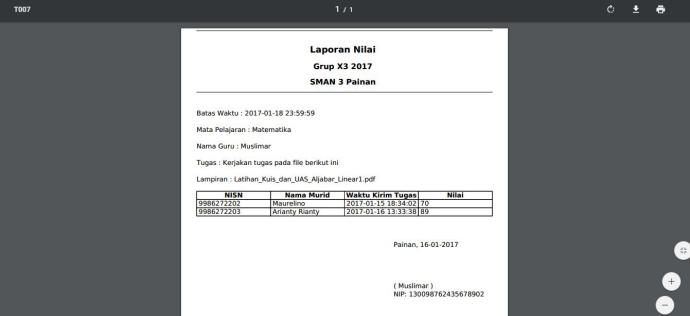 T007
1 / 1
Laporan Nilai
Grup X3 2017
SMAN 3 Painan
Batas Waktu : 2017-01-18 23:59:59
Mata Pelajaran : Matematika
Nama Guru : Muslimar
Tugas : Kerjakan tugas pada file berikut ini
Lampiran : Latihan_Kuis_dan_UAS_Aljabar_Linear1.pdf
NISN Nama Murid Waktu Kirim Tugas Nilai
9986272202 Maurelino 2017-01-15 18:34:02 70
9986272203 Arianty Rianty 2017-01-16 13:33:38 89
Painan, 16-01-2017
( Muslimar )
NIP: 130098762435678902